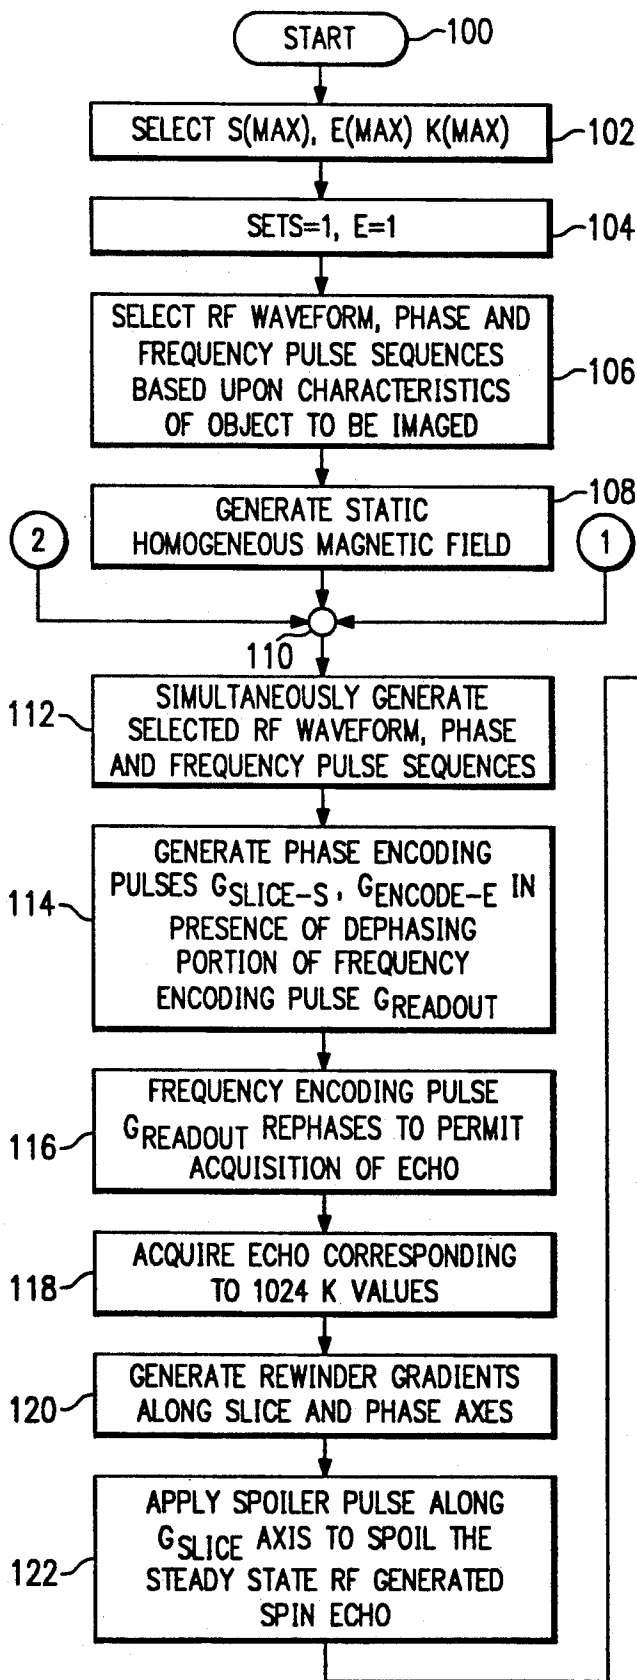 START
100
SELECT S(MAX), E(MAX) K(MAX)
102
SETS=1, E=1
104
SELECT RF WAVEFORM, PHASE AND
FREQUENCY PULSE SEQUENCES
BASED UPON CHARACTERISTICS
OF OBJECT TO BE IMAGED
106
GENERATE STATIC
HOMOGENEOUS MAGNETIC FIELD
108
2
1
110
SIMULTANEOUSLY GENERATE
SELECTED RF WAVEFORM, PHASE
AND FREQUENCY PULSE SEQUENCES
112
GENERATE PHASE ENCODING
PULSES GSLICE-S, GENCODE-E IN
PRESENCE OF DEPHASING
PORTION OF FREQUENCY
ENCODING PULSE GREADOUT
114
FREQUENCY ENCODING PULSE
GREADOUT REPHASES TO PERMIT
ACQUISITION OF ECHO
116
ACQUIRE ECHO CORRESPONDING
TO 1024 K VALUES
118
GENERATE REWINDER GRADIENTS
ALONG SLICE AND PHASE AXES
120
APPLY SPOILER PULSE ALONG
GSLICE AXIS TO SPOIL THE
STEADY STATE RF GENERATED
SPIN ECHO
122